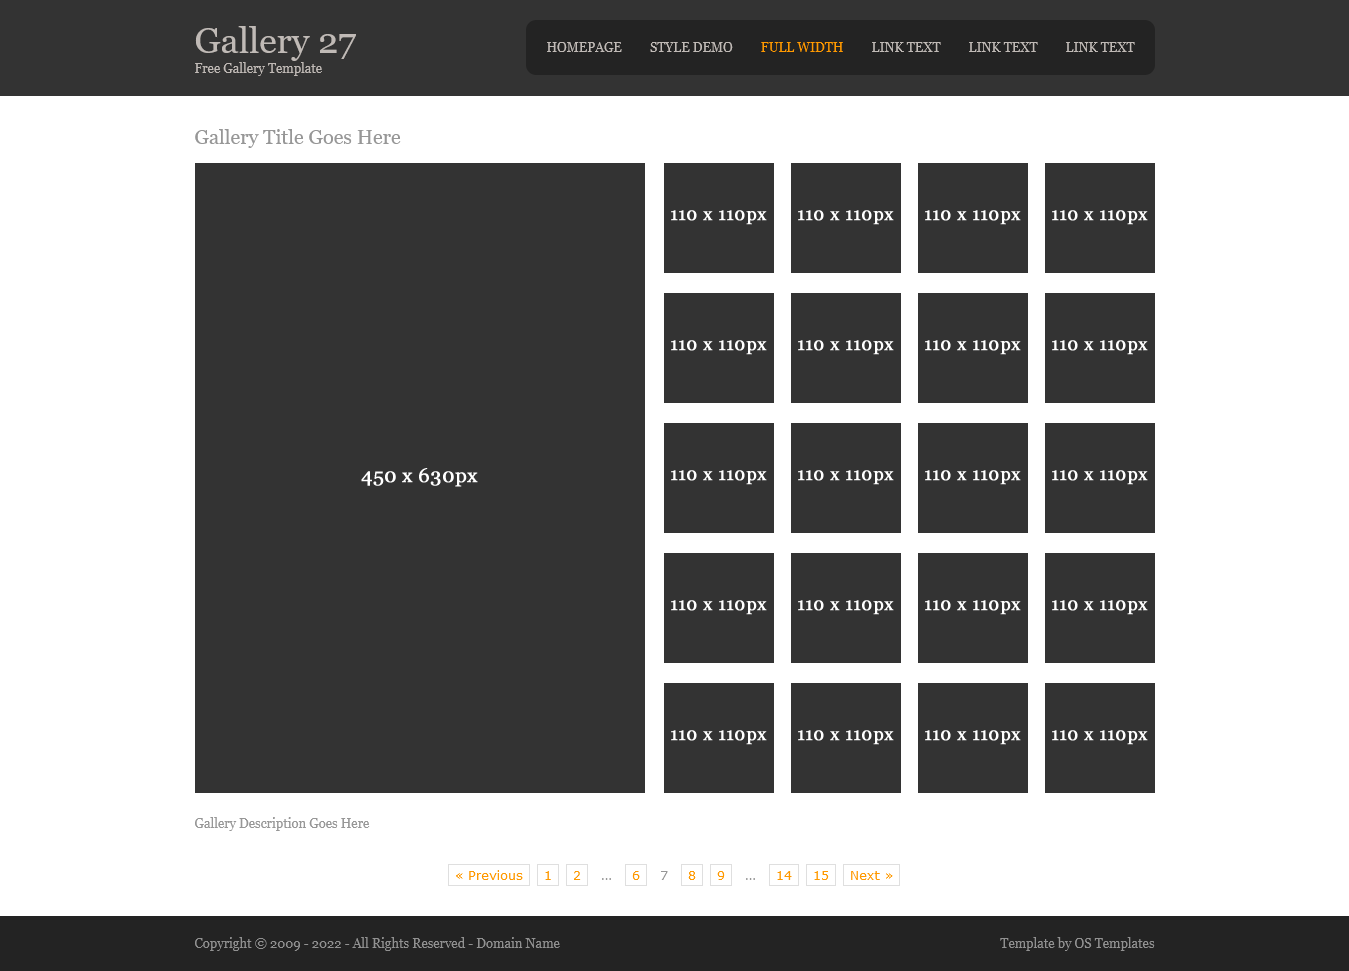 Gallery 27
Free Gallery Template
HOMEPAGE STYLE DEMO FULL WIDTH LINK TEXT LINK TEXT LINK TEXT
Gallery Title Goes Here
450 x 630px
110 x 110px 110 x 110px 110 x 110px 110 x 110px
110 x 110px 110 x 110px 110 x 110px 110 x 110px
110 x 110px 110 x 110px 110 x 110px 110 x 110px
110 x 110px 110 x 110px 110 x 110px 110 x 110px
110 x 110px 110 x 110px 110 x 110px 110 x 110px
Gallery Description Goes Here
« Previous 1 2 … 6 7 8 9 … 14 15 Next »
Copyright © 2009 - 2022 - All Rights Reserved - Domain Name
Template by OS Templates